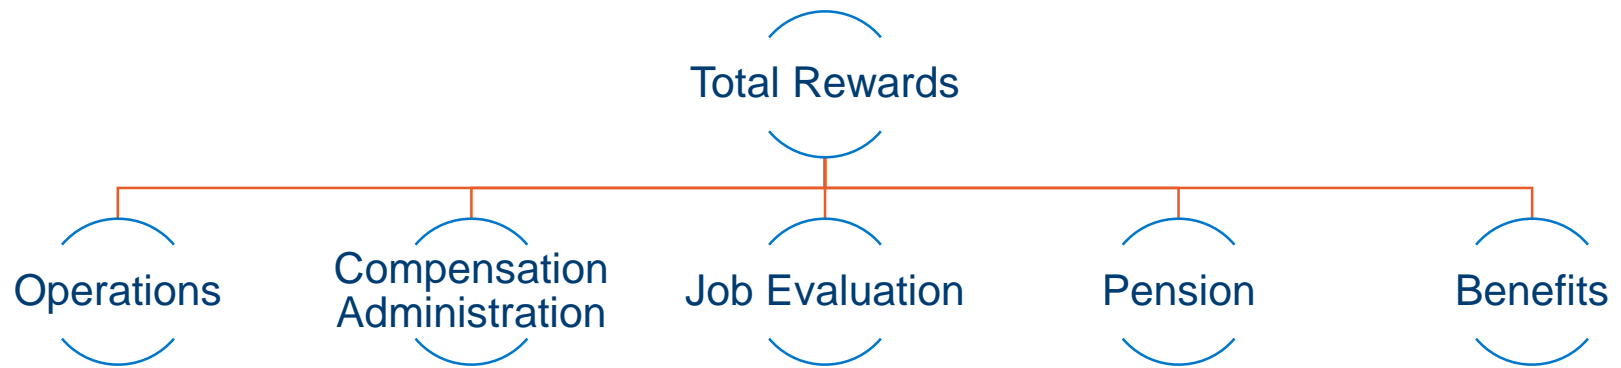 Total Rewards
Operations
Compensation
Administration
Job Evaluation
Pension
Benefits